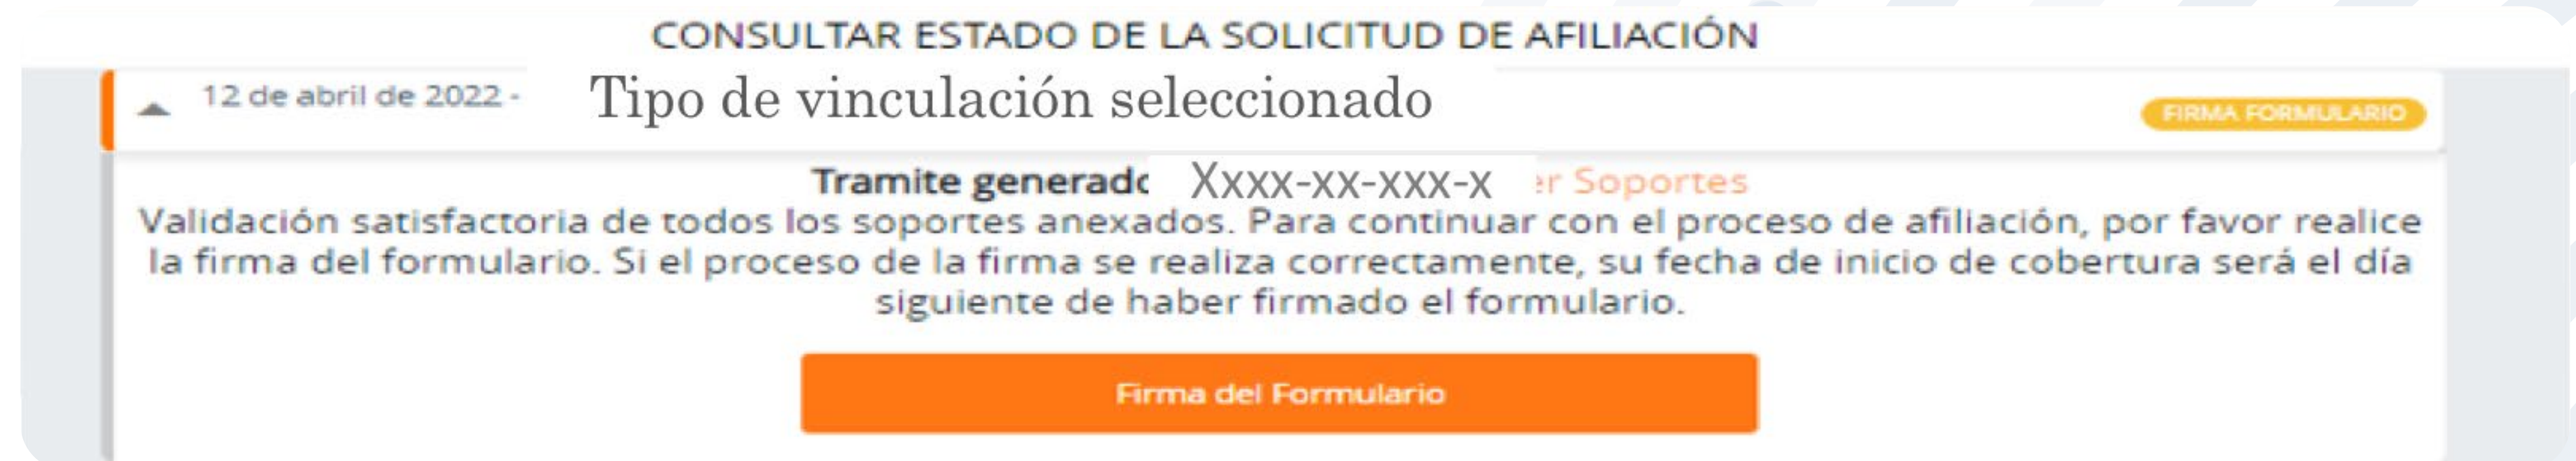 CONSULTAR ESTADO DE LA SOLICITUD DE AFILIACIÓN
12 de abril de 2022 - Tipo de vinculación seleccionado FIRMA FORMULARIO
Tramite generado Xxxx-xx-xxx-x er Soportes
Validación satisfactoria de todos los soportes anexados. Para continuar con el proceso de afiliación, por favor realice
la firma del formulario. Si el proceso de la firma se realiza correctamente, su fecha de inicio de cobertura será el día
siguiente de haber firmado el formulario.
Firma del Formulario